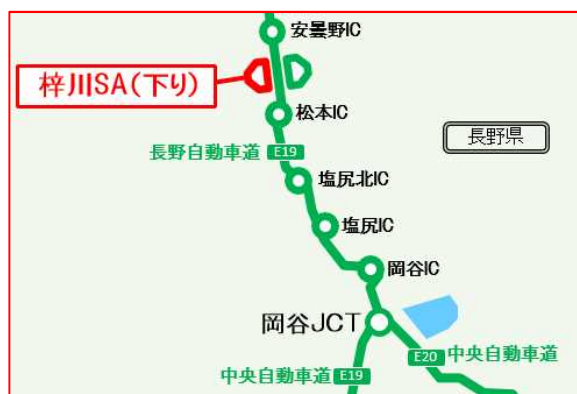 安曇野IC
梓川SA(下り)
松本IC
長野県
長野自動車道 E19
塩尻北IC
塩尻IC
岡谷IC
岡谷JCT
E20 中央自動車道
中央自動車道 E19